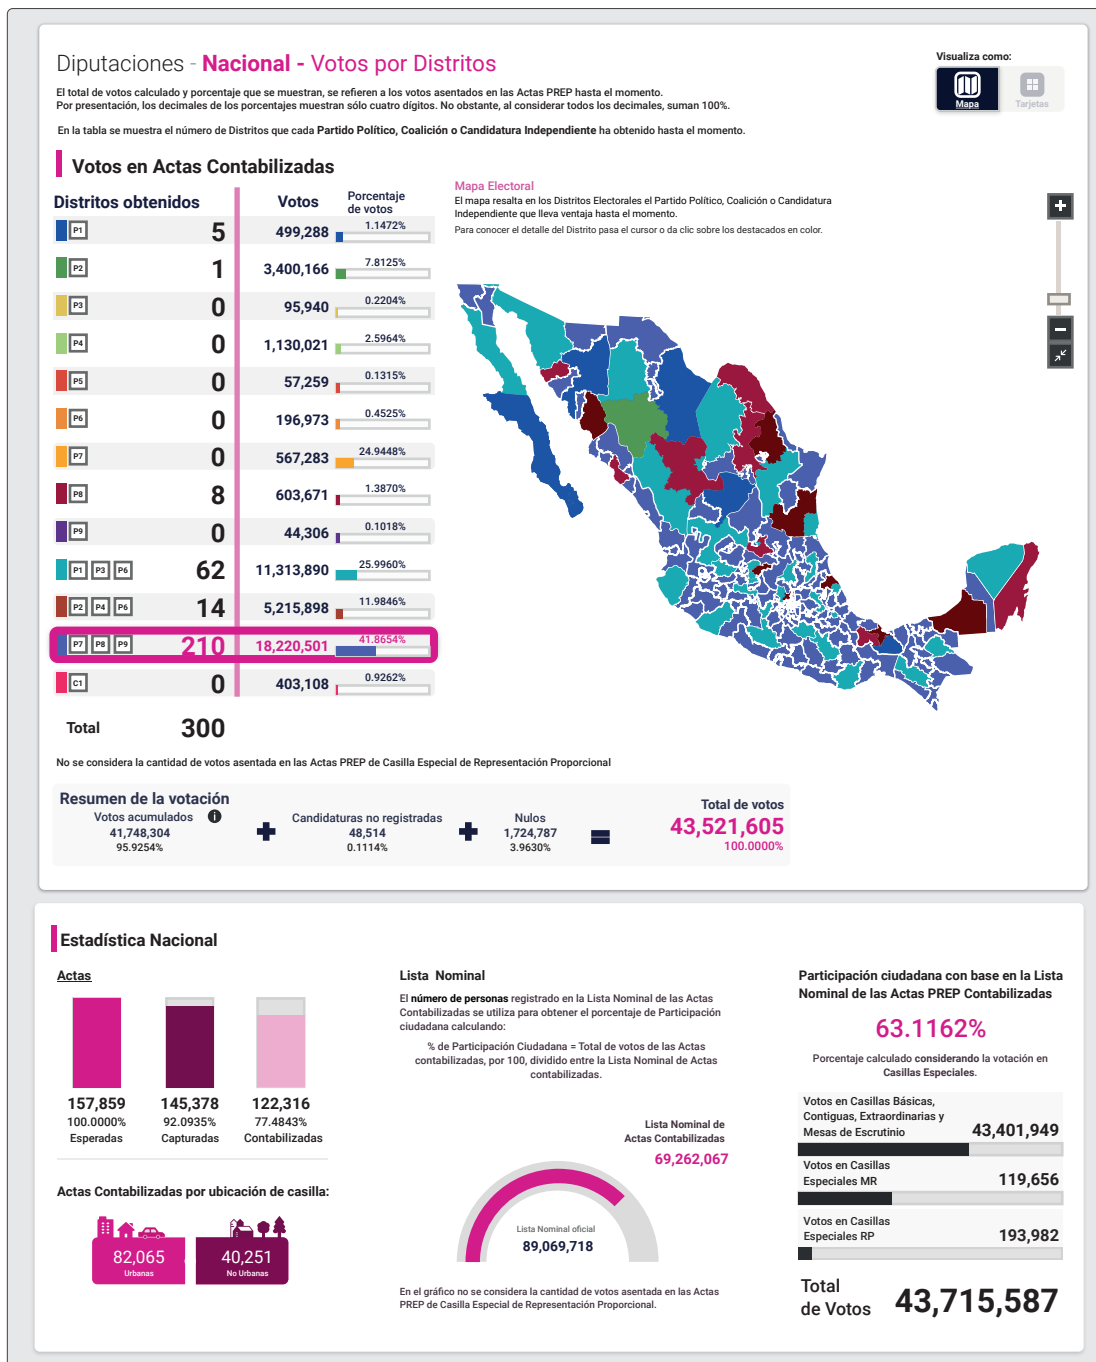 Diputaciones - Nacional - Votos por Distritos
El total de votos calculado y porcentaje que se muestran, se refieren a los votos asentados en las Actas PREP hasta el momento.
Por presentación, los decimales de los porcentajes muestran sólo cuatro dígitos. No obstante, al considerar todos los decimales, suman 100%.
En la tabla se muestra el número de Distritos que cada Partido Político, Coalición o Candidatura Independiente ha obtenido hasta el momento.
Visualiza como:
Mapa
Tarjetas
Votos en Actas Contabilizadas
Distritos obtenidos
Votos
Porcentaje
de votos
P1 5 499,288 1.1472%
P2 1 3,400,166 7.8125%
P3 0 95,940 0.2204%
P4 0 1,130,021 2.5964%
P5 0 57,259 0.1315%
P6 0 196,973 0.4525%
P7 0 567,283 24.9448%
P8 8 603,671 1.3870%
P9 0 44,306 0.1018%
P1 P3 P6 62 11,313,890 25.9960%
P2 P4 P6 14 5,215,898 11.9846%
P7 P8 P9 210 18,220,501 41.8654%
C1 0 403,108 0.9262%
Total 300
Mapa Electoral
El mapa resalta en los Distritos Electorales el Partido Político, Coalición o Candidatura
Independiente que lleva ventaja hasta el momento.
Para conocer el detalle del Distrito pasa el cursor o da clic sobre los destacados en color.
No se considera la cantidad de votos asentada en las Actas PREP de Casilla Especial de Representación Proporcional
Resumen de la votación
Votos acumulados
41,748,304
95.9254%
Candidaturas no registradas
48,514
0.1114%
Nulos
1,724,787
3.9630%
Total de votos
43,521,605
100.0000%
Estadística Nacional
Actas
157,859
100.0000%
Esperadas
145,378
92.0935%
Capturadas
122,316
77.4843%
Contabilizadas
Actas Contabilizadas por ubicación de casilla:
82,065
Urbanas
40,251
No Urbanas
Lista Nominal
El número de personas registrado en la Lista Nominal de las Actas
Contabilizadas se utiliza para obtener el porcentaje de Participación
ciudadana calculando:
% de Participación Ciudadana = Total de votos de las Actas
contabilizadas, por 100, dividido entre la Lista Nominal de Actas
contabilizadas.
Lista Nominal de
Actas Contabilizadas
69,262,067
Lista Nominal oficial
89,069,718
En el gráfico no se considera la cantidad de votos asentada en las Actas
PREP de Casilla Especial de Representación Proporcional.
Participación ciudadana con base en la Lista
Nominal de las Actas PREP Contabilizadas
63.1162%
Porcentaje calculado considerando la votación en
Casillas Especiales.
Votos en Casillas Básicas,
Contiguas, Extraordinarias y
Mesas de Escrutinio 43,401,949
Votos en Casillas
Especiales MR 119,656
Votos en Casillas
Especiales RP 193,982
Total
de Votos 43,715,587